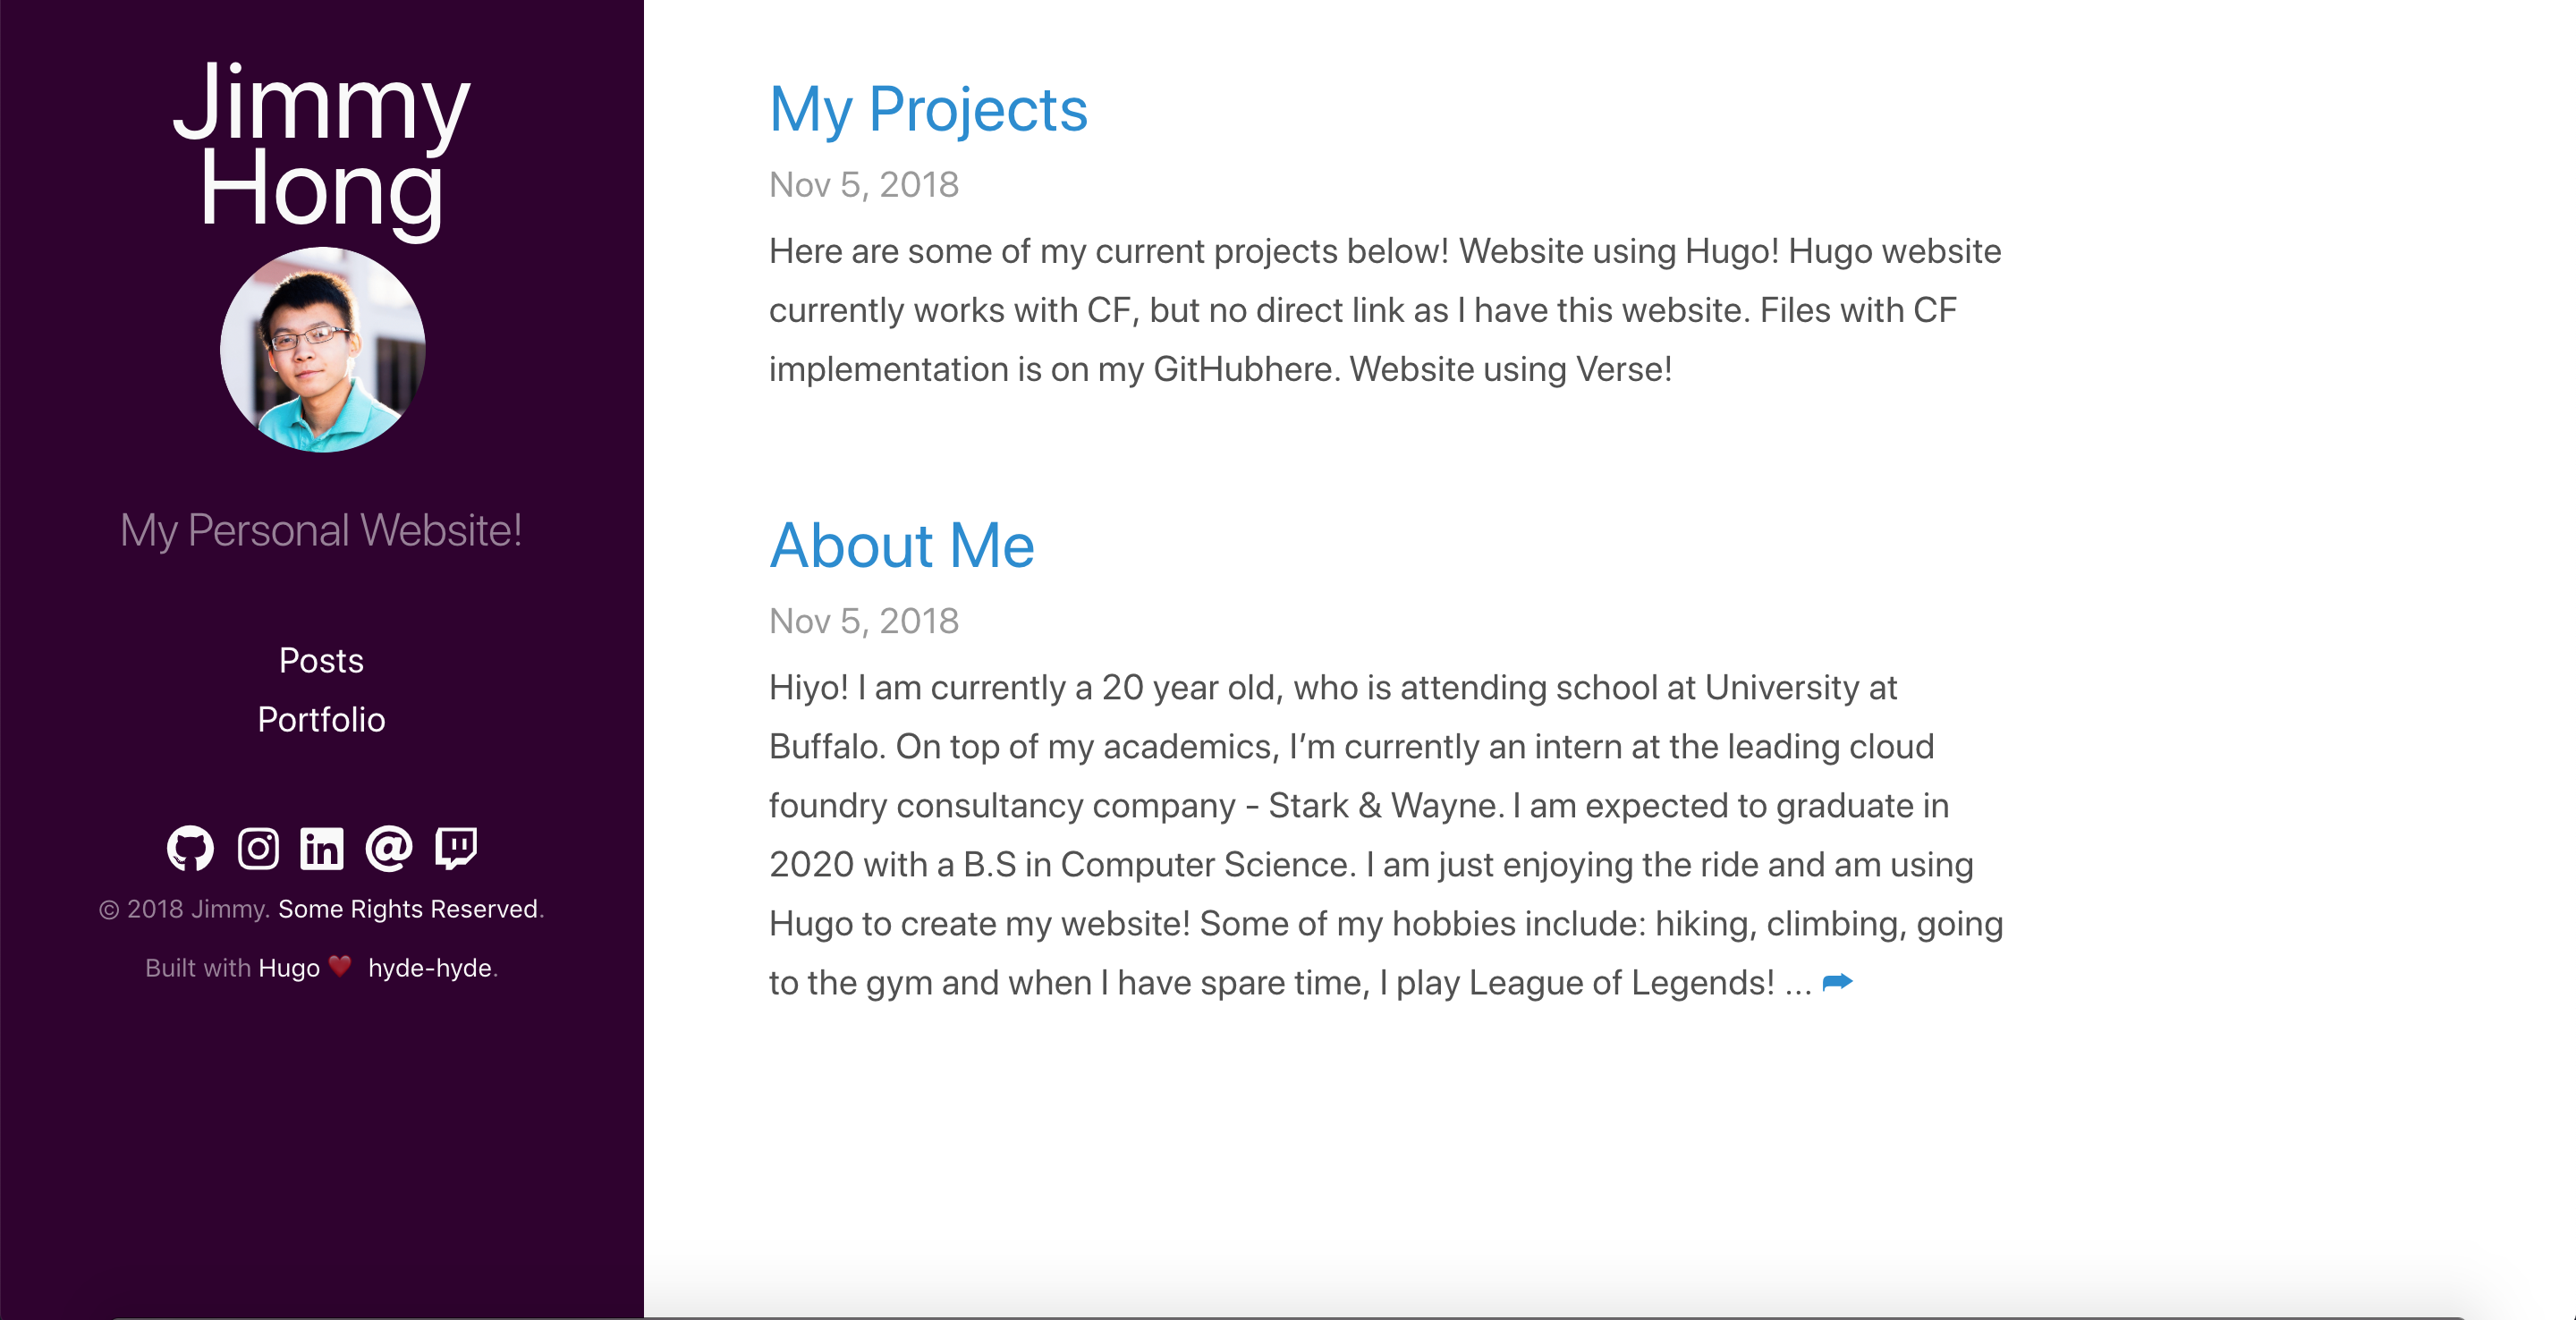 Jimmy
Hong
My Personal Website!
Posts
Portfolio
© 2018 Jimmy. Some Rights Reserved.
Built with Hugo ❤️ hyde-hyde.
My Projects
Nov 5, 2018
Here are some of my current projects below! Website using Hugo! Hugo website
currently works with CF, but no direct link as I have this website. Files with CF
implementation is on my GitHubhere. Website using Verse!
About Me
Nov 5, 2018
Hiyo! I am currently a 20 year old, who is attending school at University at
Buffalo. On top of my academics, I’m currently an intern at the leading cloud
foundry consultancy company - Stark & Wayne. I am expected to graduate in
2020 with a B.S in Computer Science. I am just enjoying the ride and am using
Hugo to create my website! Some of my hobbies include: hiking, climbing, going
to the gym and when I have spare time, I play League of Legends! ...